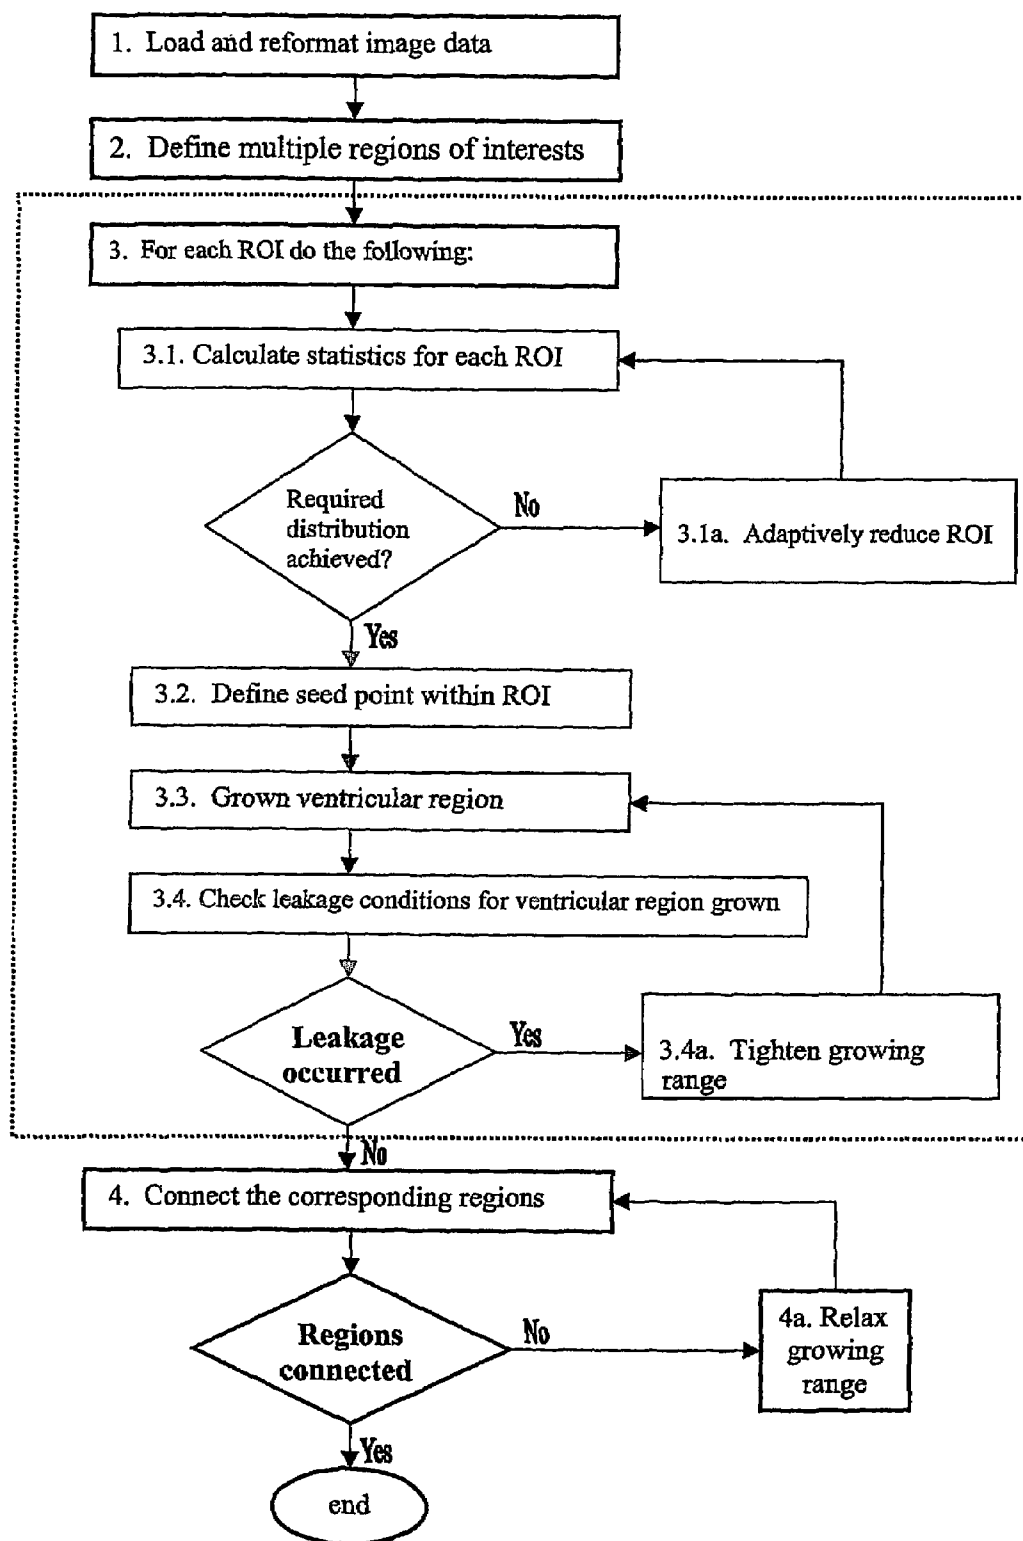 1. Load and reformat image data
2. Define multiple regions of interests
3. For each ROI do the following:
3.1. Calculate statistics for each ROI
Required
distribution
achieved?
No
3.1a. Adaptively reduce ROI
Yes
3.2. Define seed point within ROI
3.3. Grown ventricular region
3.4. Check leakage conditions for ventricular region grown
Leakage
occurred
Yes
3.4a. Tighten growing
range
No
4. Connect the corresponding regions
Regions
connected
No
4a. Relax
growing
range
Yes
end